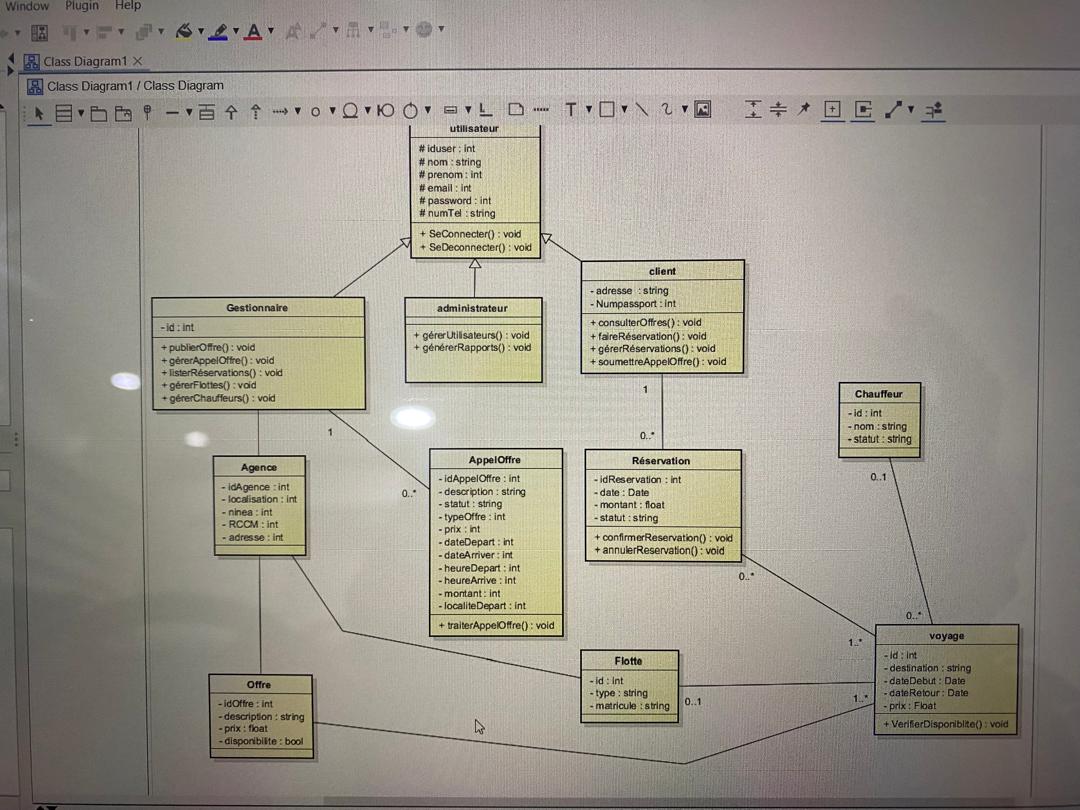 Window Plugin Help
Class Diagram1
Class Diagram1 / Class Diagram
utilisateur
# iduser : int
# nom : string
# prenom : int
# email : int
# password : int
# numTel : string
+ SeConnecter() : void
+ SeDeconnecter() : void
Gestionnaire
- id : int
+ publierOffre() : void
+ gérerAppelOffre() : void
+ listerRéservations() : void
+ gérerFlottes() : void
+ gérerChauffeurs() : void
administrateur
+ gérerUtilisateurs() : void
+ générerRapports() : void
client
- adresse : string
- Numpassport : int
+ consulterOffres() : void
+ faireRéservation() : void
+ gérerRéservations() : void
+ soumettreAppelOffre() : void
1
0..*
1
0..*
Chauffeur
- id : int
- nom : string
- statut : string
0..1
0..*
Agence
- idAgence : int
- localisation : int
- ninea : int
- RCCM : int
- adresse : int
AppelOffre
- idAppelOffre : int
- description : string
- statut : string
- typeOffre : int
- prix : int
- dateDepart : int
- dateArriver : int
- heureDepart : int
- heureArrive : int
- montant : int
- localiteDepart : int
+ traiterAppelOffre() : void
Réservation
- idReservation : int
- date : Date
- montant : float
- statut : string
+ confirmerReservation() : void
+ annulerReservation() : void
0..*
1..*
voyage
- id : int
- destination : string
- dateDebut : Date
- dateRetour : Date
- prix : Float
+ VerifierDisponiblite() : void
Flotte
- id : int
- type : string
- matricule : string
0..1
1..*
Offre
- idOffre : int
- description : string
- prix : float
- disponibilite : bool